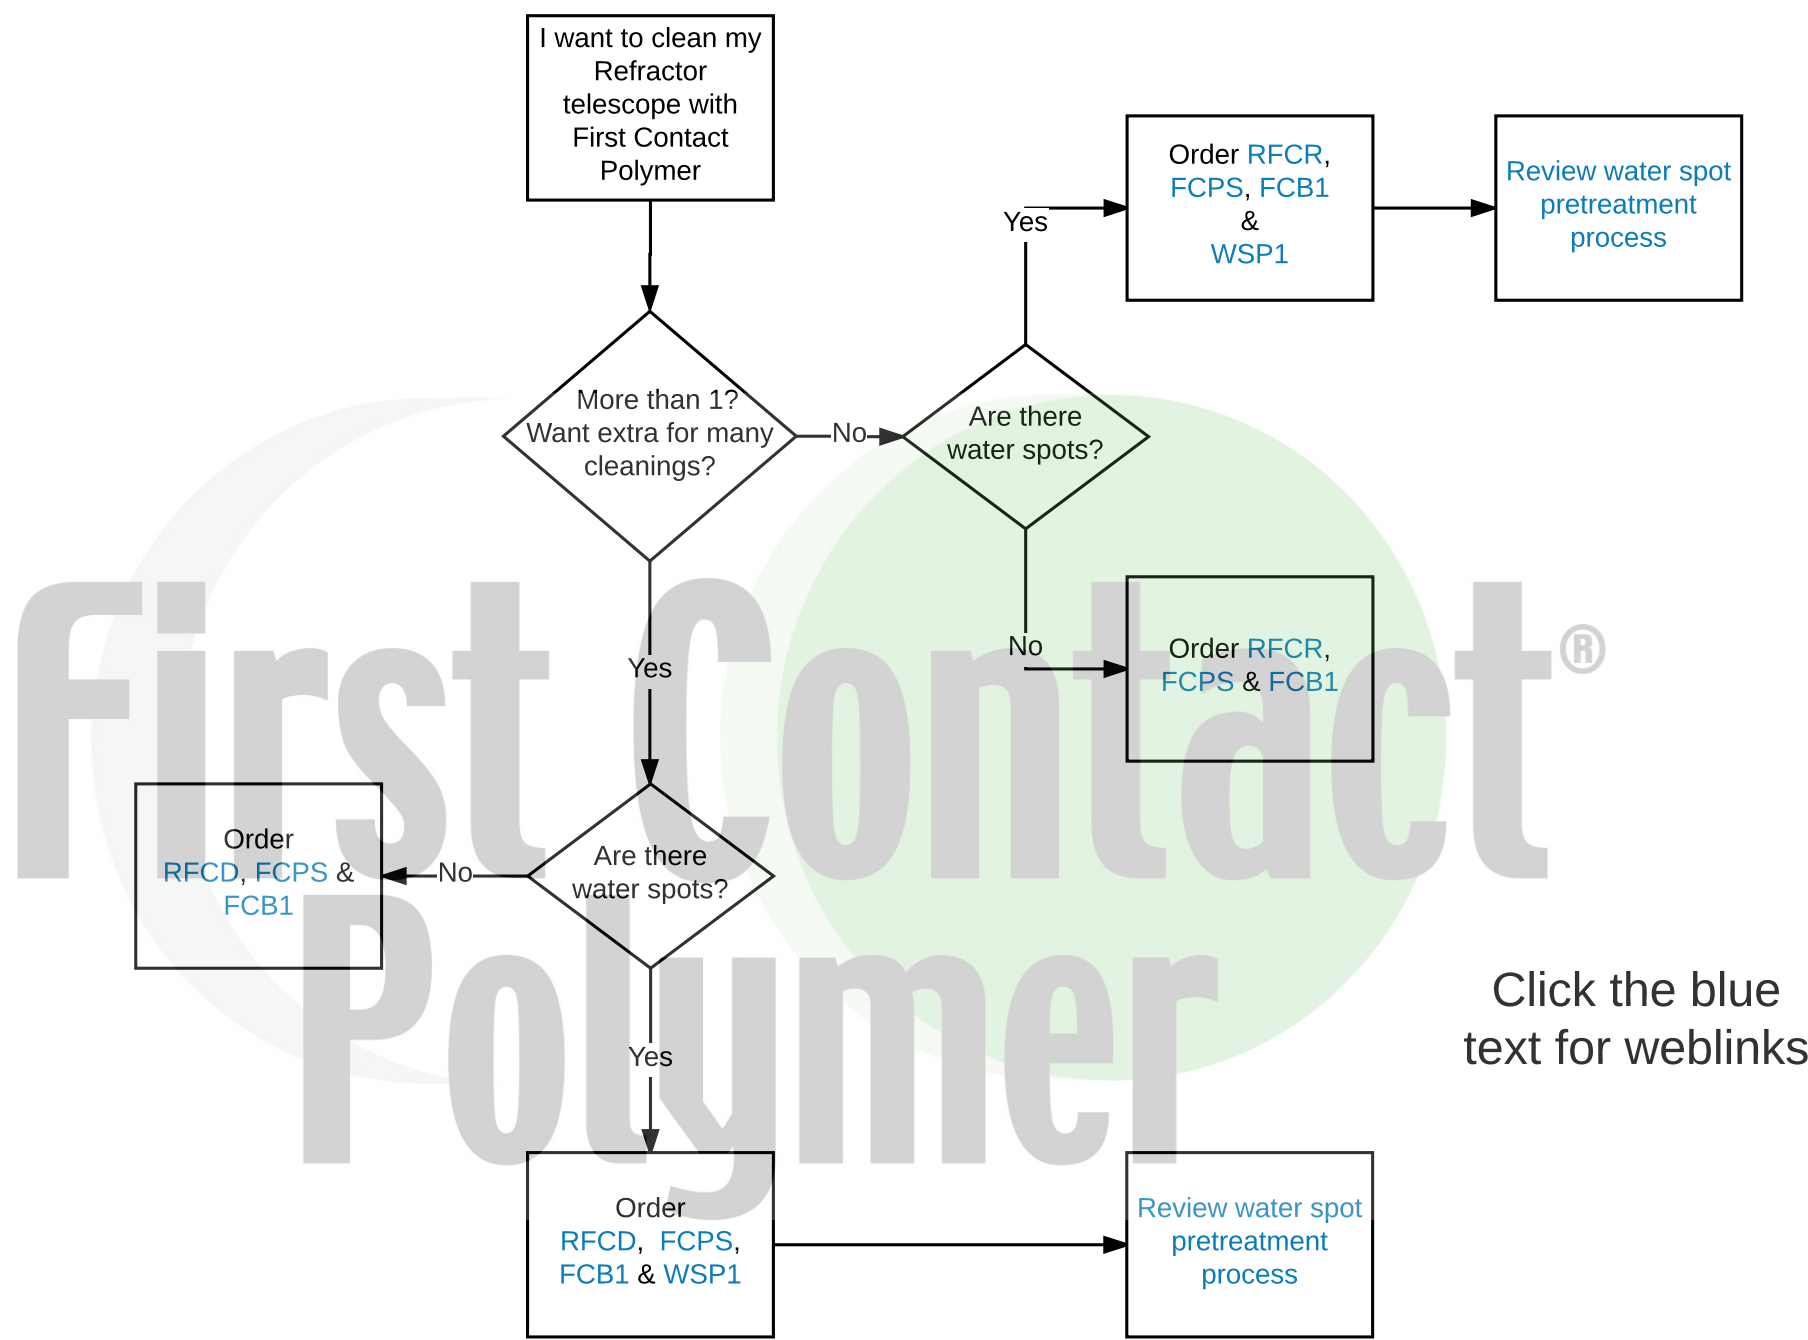 I want to clean my
Refractor
telescope with
First Contact
Polymer
Order RFCR,
FCPS, FCB1
&
WSP1
Review water spot
pretreatment
process
Yes
More than 1?
Want extra for many
cleanings?
No
Are there
water spots?
No
Order RFCR,
FCPS & FCB1
Yes
First Contact®
Polymer
Order
RFCD, FCPS &
FCB1
No
Are there
water spots?
Click the blue
text for weblinks
Yes
Order
RFCD,  FCPS,
FCB1 & WSP1
Review water spot
pretreatment
process